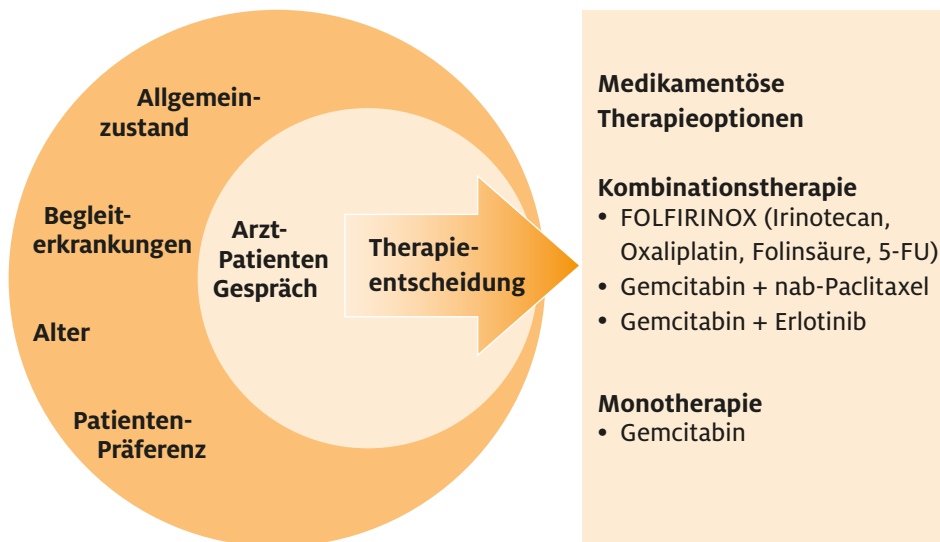 Allgemein-
zustand
Begleit-
erkrankungen
Alter
Patienten-
Präferenz
Arzt-
Patienten
Gespräch
Therapie-
entscheidung
Medikamentöse
Therapieoptionen
Kombinationstherapie
• FOLFIRINOX (Irinotecan,
Oxaliplatin, Folinsäure, 5-FU)
• Gemcitabin + nab-Paclitaxel
• Gemcitabin + Erlotinib
Monotherapie
• Gemcitabin